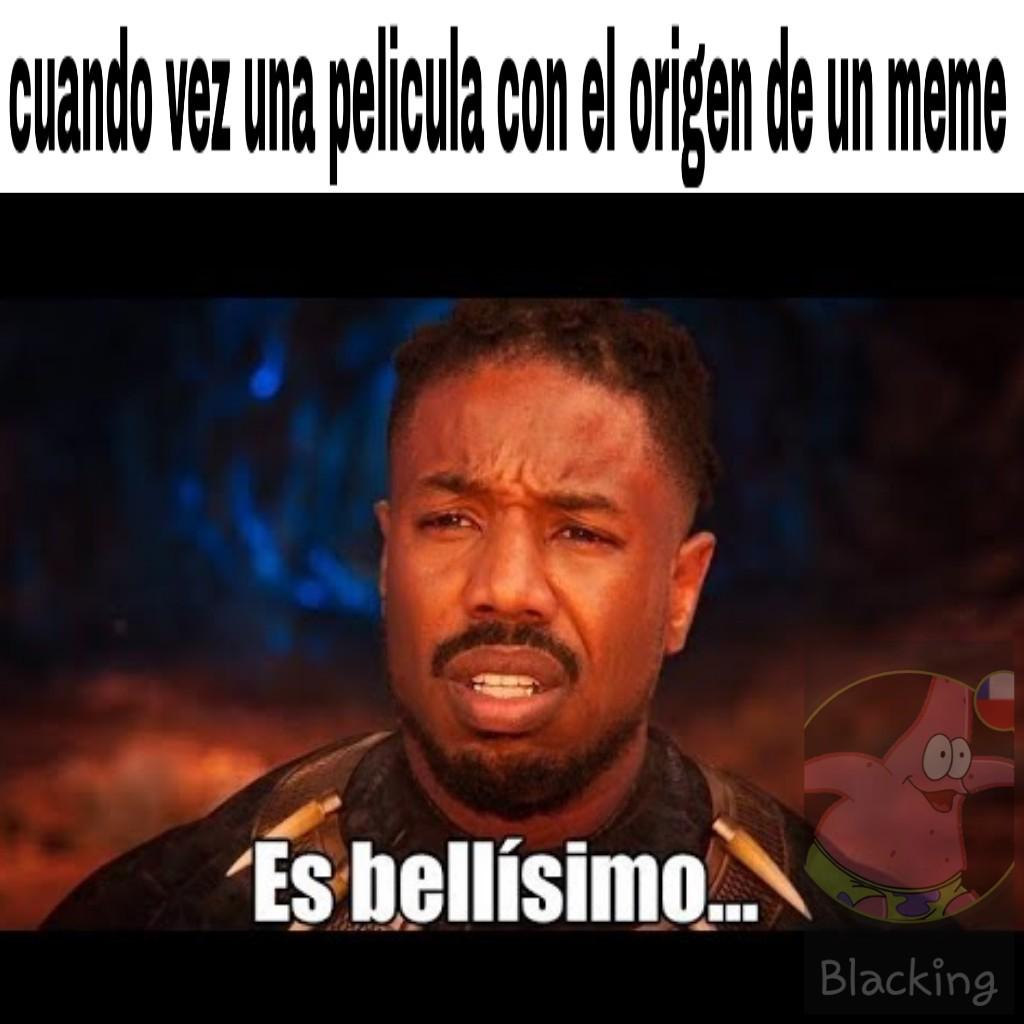 cuando vez una pelicula con el origen de un meme
Es bellísimo...
Blacking